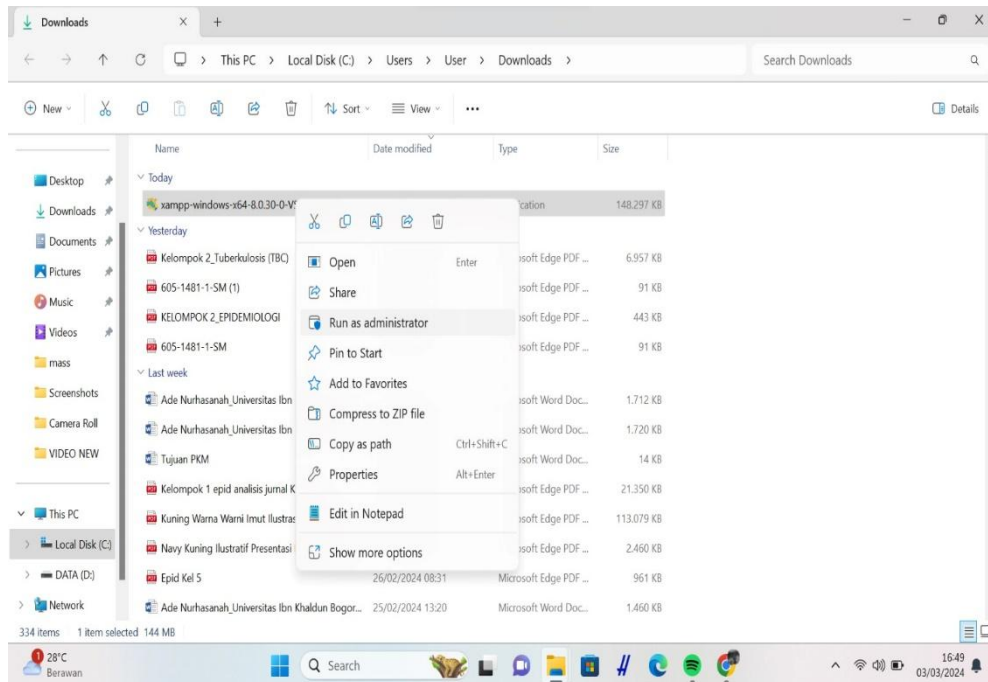 Downloads
This PC > Local Disk (C:) > Users > User > Downloads >
Search Downloads
New
Sort
View
Details
Name Date modified Type Size
Desktop
Downloads
Documents
Pictures
Music
Videos
mass
Screenshots
Camera Roll
VIDEO NEW
This PC
Local Disk (C:)
DATA (D:)
Network
Today
xampp-windows-x64-8.0.30-0-VS cation 148.297 KB
Yesterday
Kelompok 2_Tuberkulosis (TBC) osoft Edge PDF ... 6.957 KB
605-1481-1-SM (1) osoft Edge PDF ... 91 KB
KELOMPOK 2_EPIDEMIOLOGI osoft Edge PDF ... 443 KB
605-1481-1-SM osoft Edge PDF ... 91 KB
Last week
Ade Nurhasanah_Universitas Ibn osoft Word Doc... 1.712 KB
Ade Nurhasanah_Universitas Ibn osoft Word Doc... 1.720 KB
Tujuan PKM osoft Word Doc... 14 KB
Kelompok 1 epid analisis jurnal K osoft Edge PDF ... 21.350 KB
Kuning Warna Warni Imut Ilustras osoft Edge PDF ... 113.079 KB
Navy Kuning Ilustratif Presentasi osoft Edge PDF ... 2.460 KB
Epid Kel 5 26/02/2024 08:31 Microsoft Edge PDF ... 961 KB
Ade Nurhasanah_Universitas Ibn Khaldun Bogor... 25/02/2024 13:20 Microsoft Word Doc... 1.460 KB
Open Enter
Share
Run as administrator
Pin to Start
Add to Favorites
Compress to ZIP file
Copy as path Ctrl+Shift+C
Properties Alt+Enter
Edit in Notepad
Show more options
334 items 1 item selected 144 MB
1
28°C
Berawan
Search
16:49
03/03/2024